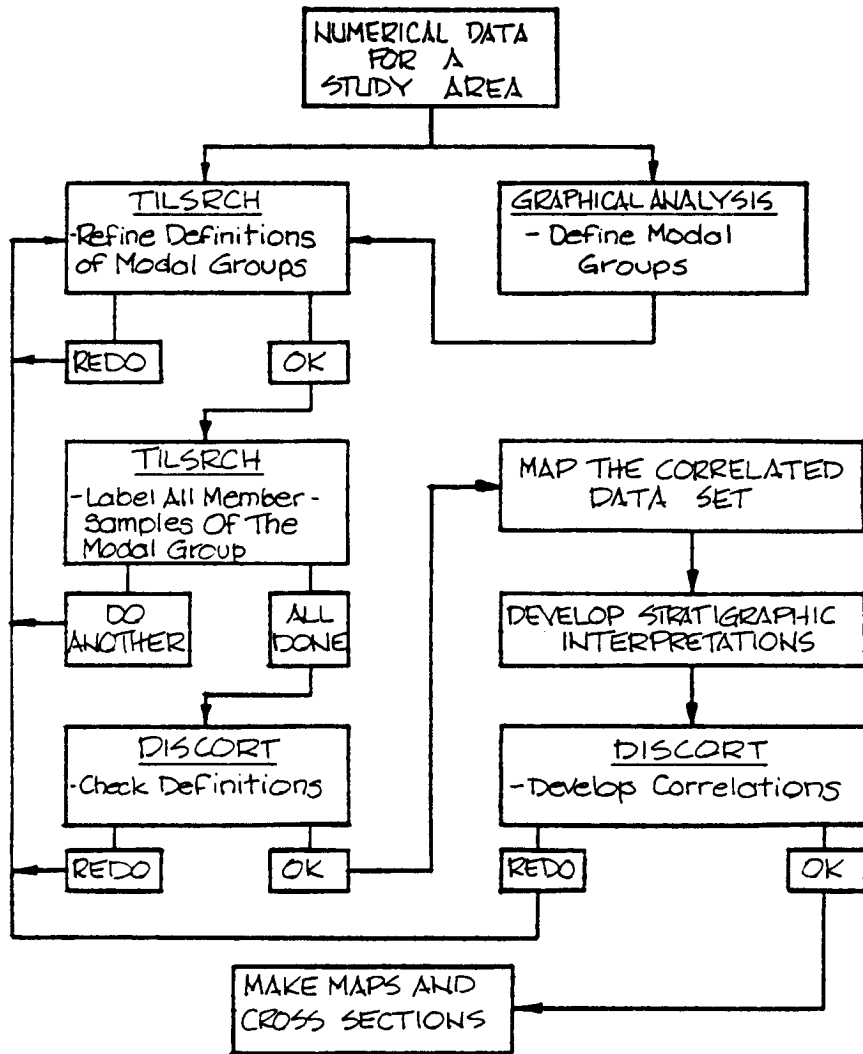 NUMERICAL DATA
FOR A
STUDY AREA
TILSRCH
-Refine Definitions
of Modal Groups
GRAPHICAL ANALYSIS
- Define Modal
Groups
REDO
OK
TILSRCH
-Label All Member-
Samples Of The
Modal Group
MAP THE CORRELATED
DATA SET
DO
ANOTHER
ALL
DONE
DEVELOP STRATIGRAPHIC
INTERPRETATIONS
DISCORT
-Check Definitions
DISCORT
-Develop Correlations
REDO
OK
REDO
OK
MAKE MAPS AND
CROSS SECTIONS